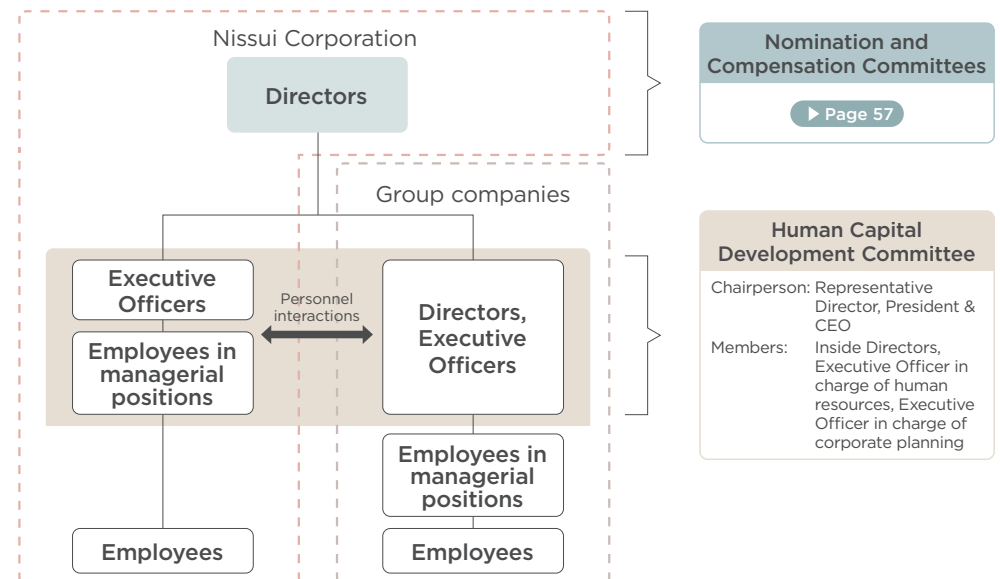 Nissui Corporation
Directors
Group companies
Executive
Officers
Employees in
managerial
positions
Employees
Personnel
interactions
Directors,
Executive
Officers
Employees in
managerial
positions
Employees
Nomination and
Compensation Committees
▶ Page 57
Human Capital
Development Committee
Chairperson: Representative
Director, President &
CEO
Members: Inside Directors,
Executive Officer in
charge of human
resources, Executive
Officer in charge of
corporate planning